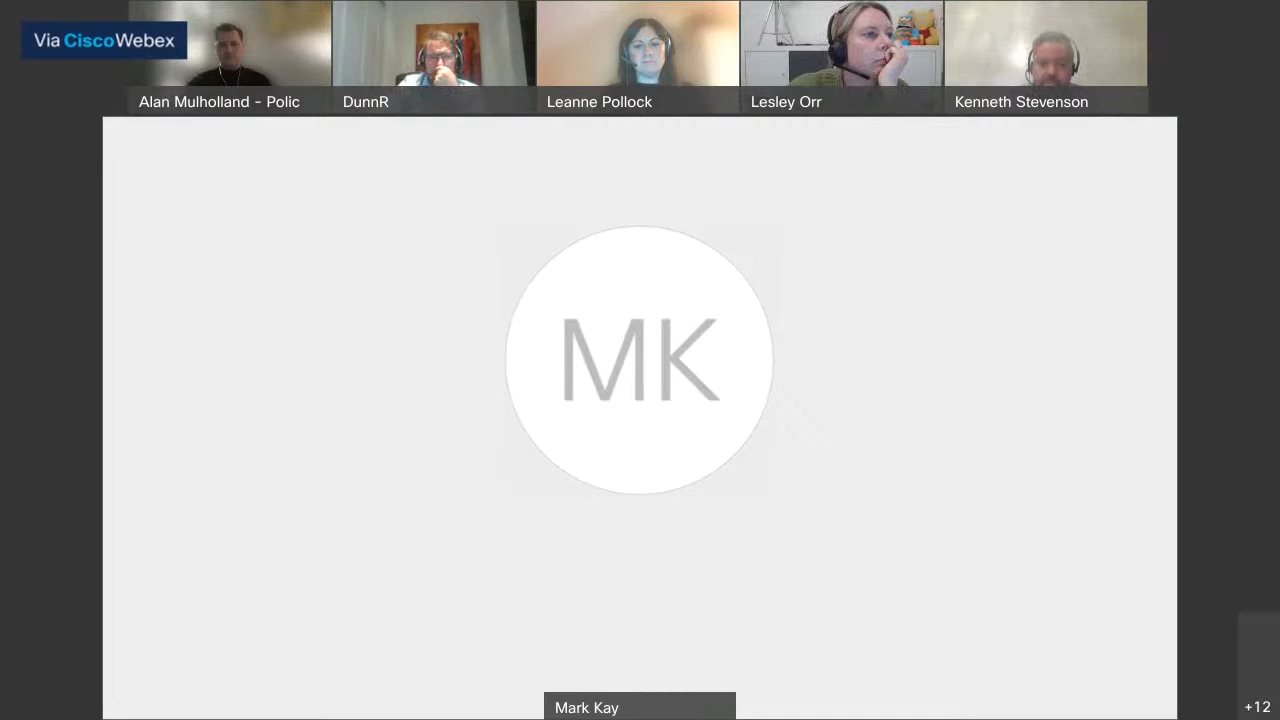 Via CiscoWebex
Alan Mulholland - Polic
DunnR
Leanne Pollock
Lesley Orr
Kenneth Stevenson
MK
Mark Kay
+12